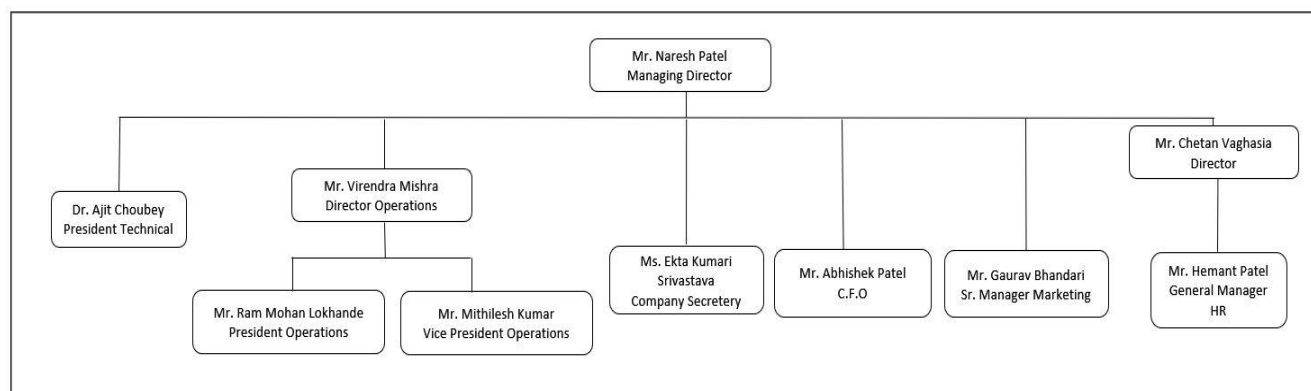 Mr. Naresh Patel
Managing Director
Mr. Chetan Vaghasia
Director
Mr. Virendra Mishra
Director Operations
Dr. Ajit Choubey
President Technical
Ms. Ekta Kumari
Srivastava
Company Secretery
Mr. Abhishek Patel
C.F.O
Mr. Gaurav Bhandari
Sr. Manager Marketing
Mr. Hemant Patel
General Manager
HR
Mr. Ram Mohan Lokhande
President Operations
Mr. Mithilesh Kumar
Vice President Operations